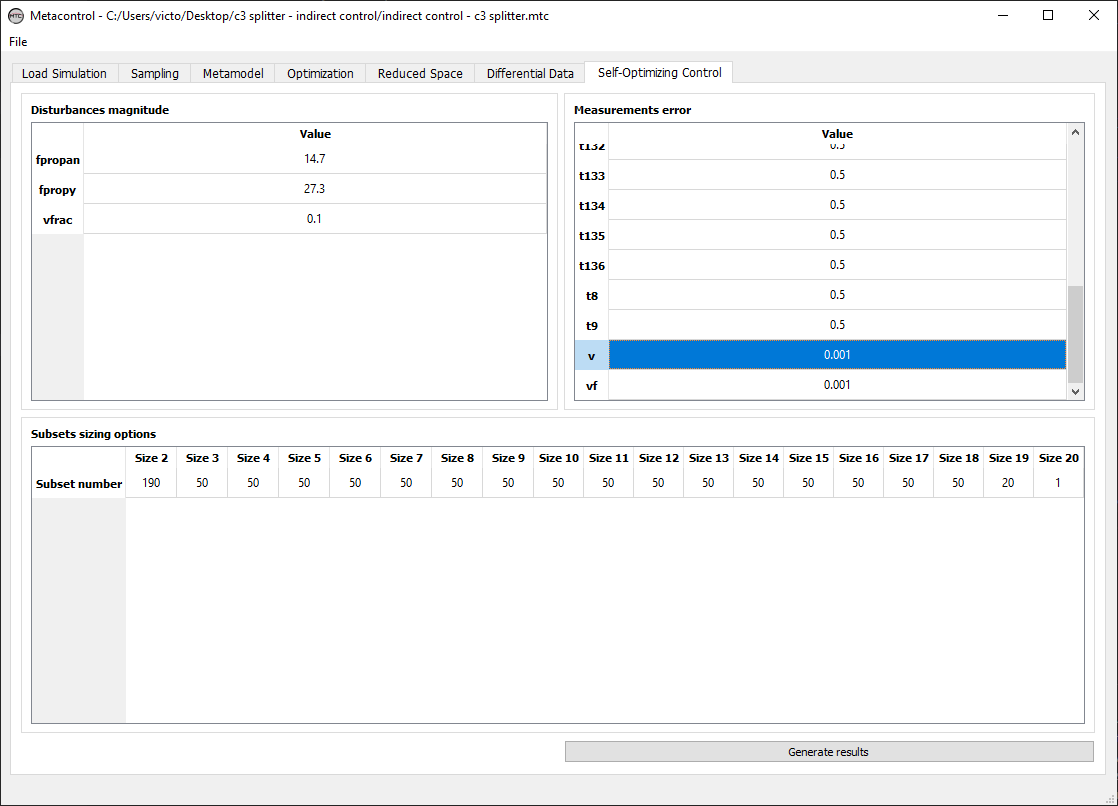 MTC Metacontrol - C:/Users/victo/Desktop/c3 splitter - indirect control/indirect control - c3 splitter.mtc
File
Load Simulation Sampling Metamodel Optimization Reduced Space Differential Data Self-Optimizing Control
Disturbances magnitude
Value
fpropan 14.7
fpropy 27.3
vfrac 0.1
Measurements error
Value
t132 0.5
t133 0.5
t134 0.5
t135 0.5
t136 0.5
t8 0.5
t9 0.5
v 0.001
vf 0.001
Subsets sizing options
Size 2 Size 3 Size 4 Size 5 Size 6 Size 7 Size 8 Size 9 Size 10 Size 11 Size 12 Size 13 Size 14 Size 15 Size 16 Size 17 Size 18 Size 19 Size 20
Subset number 190 50 50 50 50 50 50 50 50 50 50 50 50 50 50 50 50 20 1
Generate results